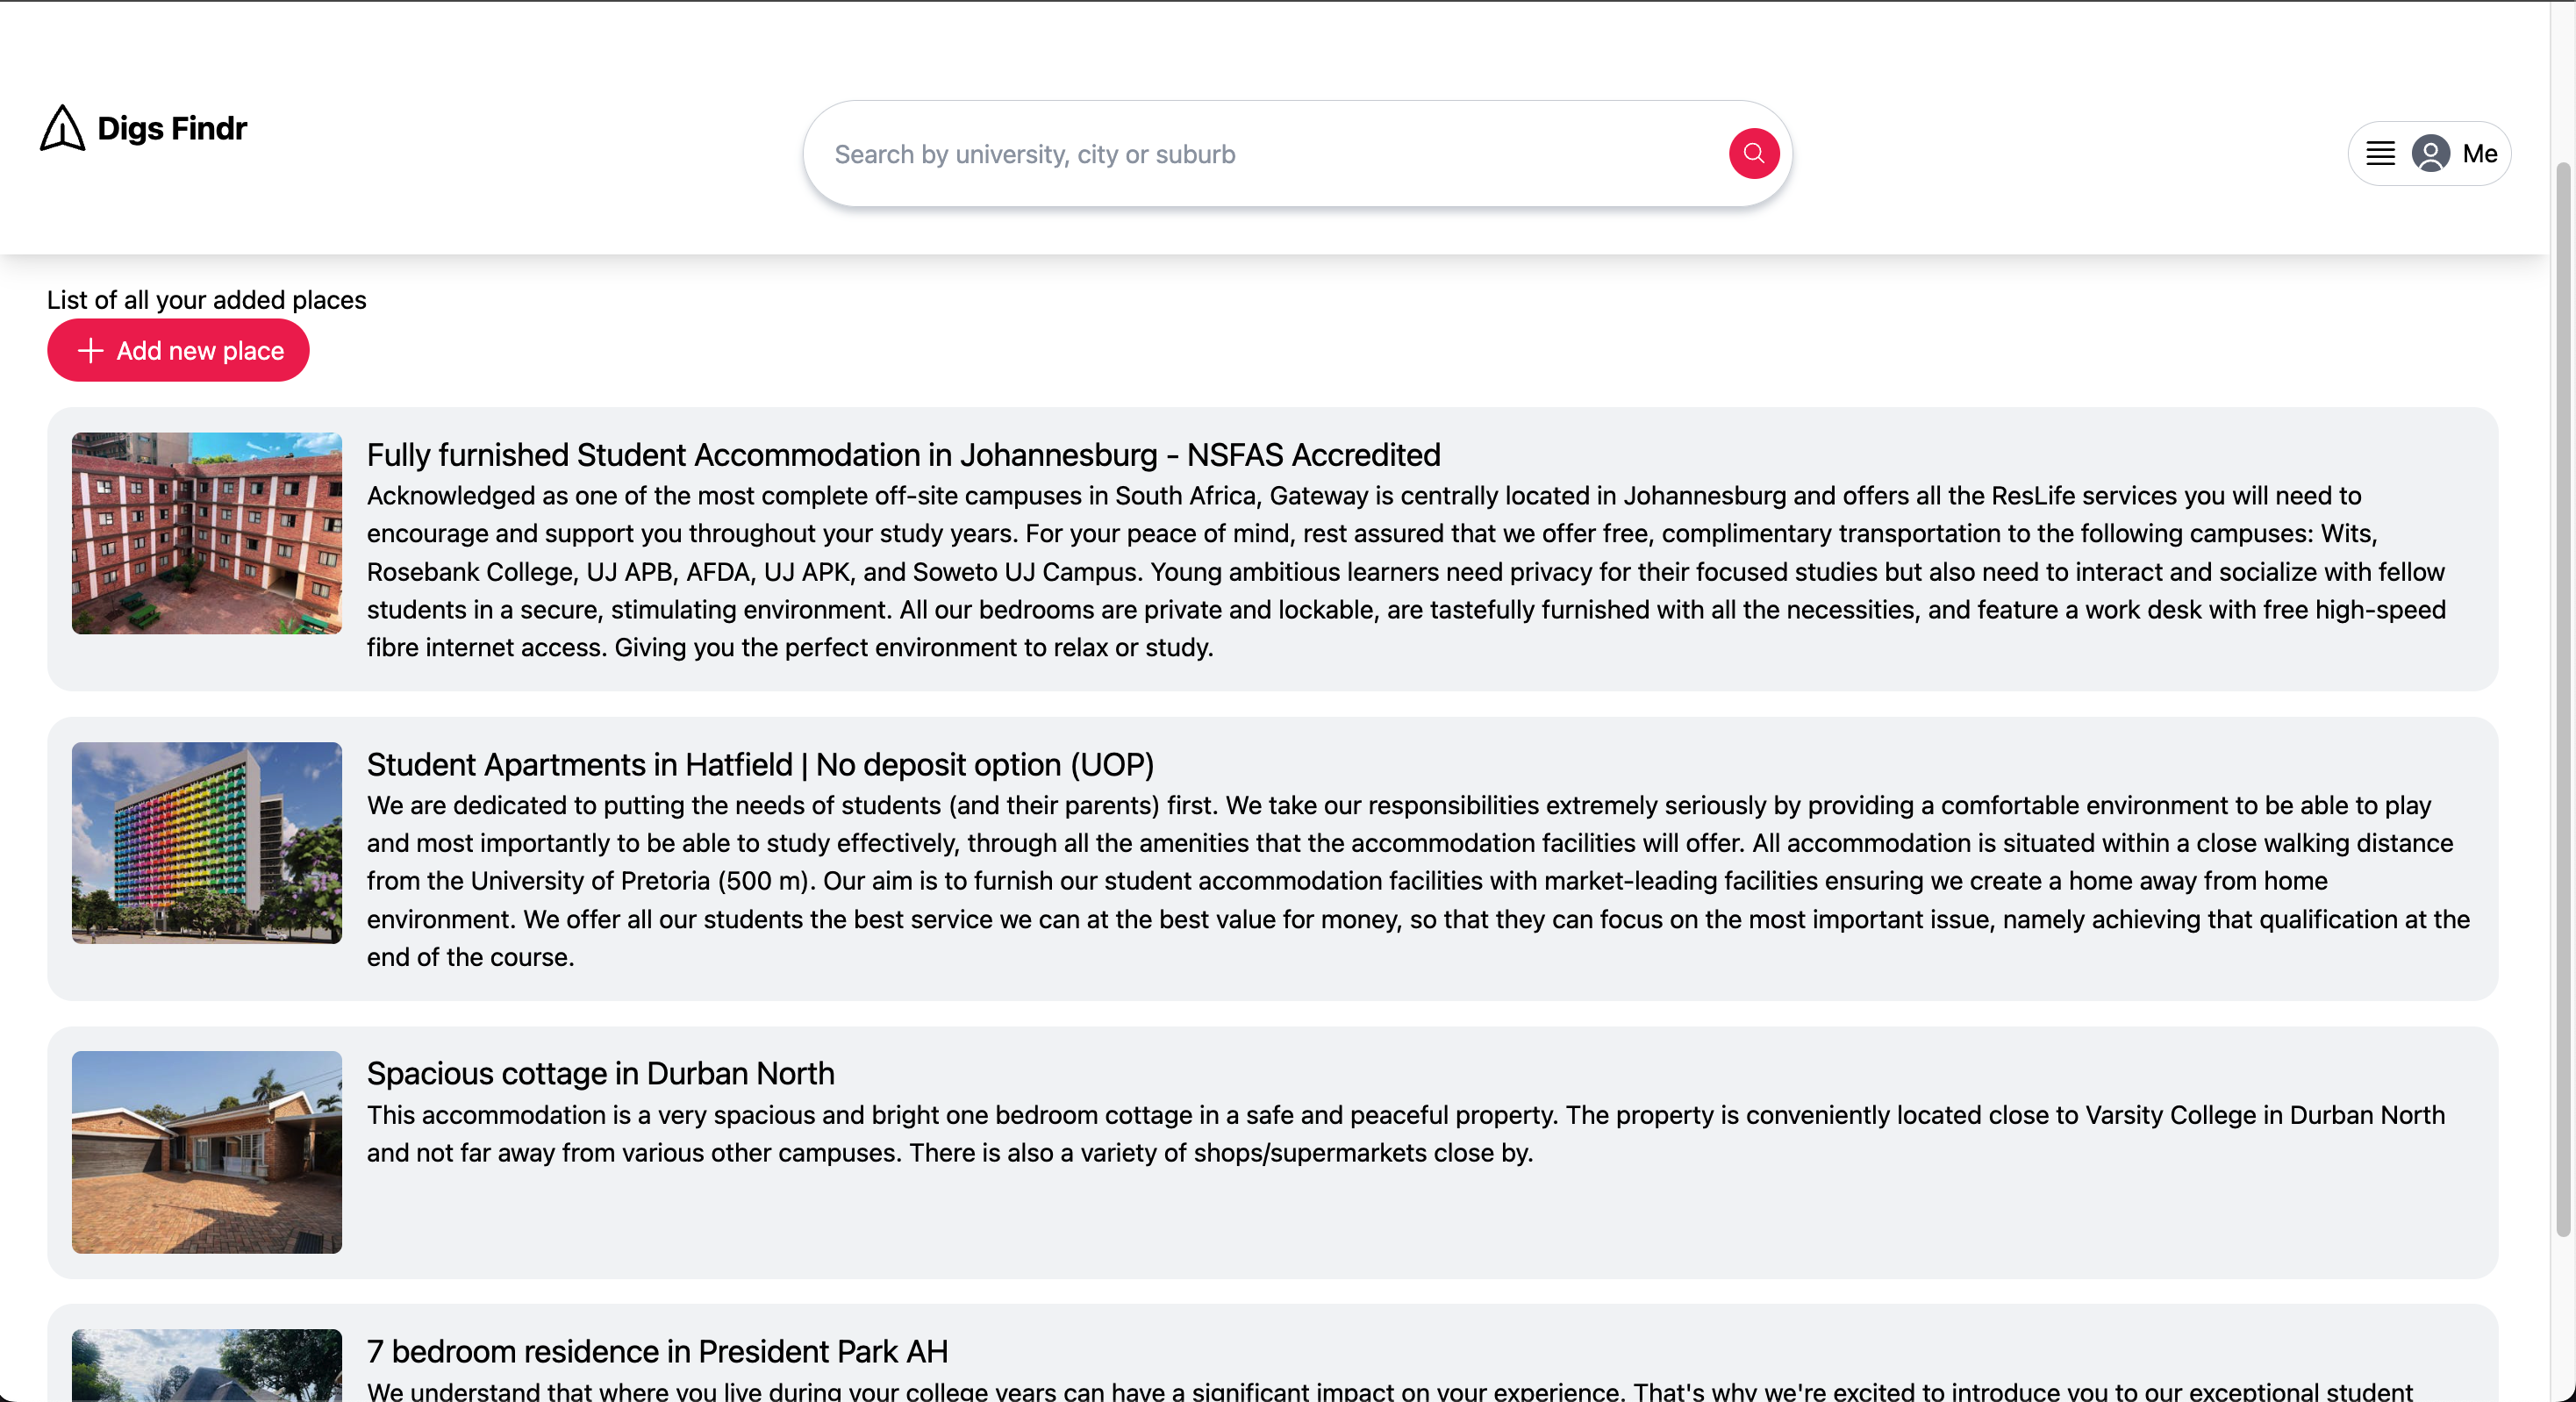 Digs Findr
Search by university, city or suburb
Me
List of all your added places
Add new place
Fully furnished Student Accommodation in Johannesburg - NSFAS Accredited
Acknowledged as one of the most complete off-site campuses in South Africa, Gateway is centrally located in Johannesburg and offers all the ResLife services you will need to
encourage and support you throughout your study years. For your peace of mind, rest assured that we offer free, complimentary transportation to the following campuses: Wits,
Rosebank College, UJ APB, AFDA, UJ APK, and Soweto UJ Campus. Young ambitious learners need privacy for their focused studies but also need to interact and socialize with fellow
students in a secure, stimulating environment. All our bedrooms are private and lockable, are tastefully furnished with all the necessities, and feature a work desk with free high-speed
fibre internet access. Giving you the perfect environment to relax or study.
Student Apartments in Hatfield | No deposit option (UOP)
We are dedicated to putting the needs of students (and their parents) first. We take our responsibilities extremely seriously by providing a comfortable environment to be able to play
and most importantly to be able to study effectively, through all the amenities that the accommodation facilities will offer. All accommodation is situated within a close walking distance
from the University of Pretoria (500 m). Our aim is to furnish our student accommodation facilities with market-leading facilities ensuring we create a home away from home
environment. We offer all our students the best service we can at the best value for money, so that they can focus on the most important issue, namely achieving that qualification at the
end of the course.
Spacious cottage in Durban North
This accommodation is a very spacious and bright one bedroom cottage in a safe and peaceful property. The property is conveniently located close to Varsity College in Durban North
and not far away from various other campuses. There is also a variety of shops/supermarkets close by.
7 bedroom residence in President Park AH
We understand that where you live during your college years can have a significant impact on your experience. That's why we're excited to introduce you to our exceptional student